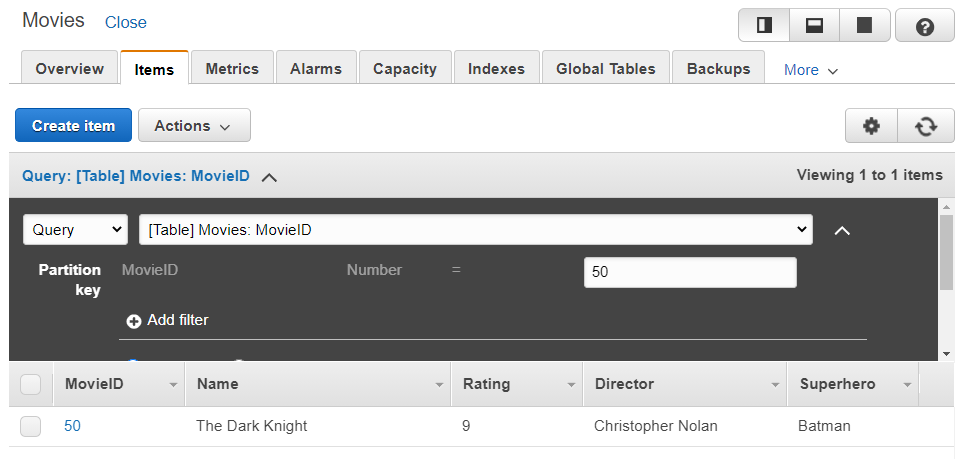 Movies Close
Overview Items Metrics Alarms Capacity Indexes Global Tables Backups More
Create item Actions
Query: [Table] Movies: MovieID Viewing 1 to 1 items
Query [Table] Movies: MovieID
Partition key MovieID Number = 50
Add filter
MovieID Name Rating Director Superhero
50 The Dark Knight 9 Christopher Nolan Batman